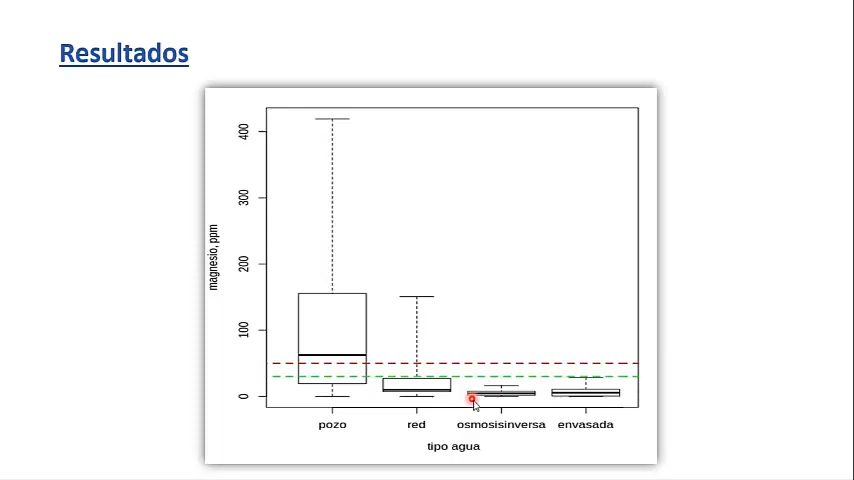 Resultados
400
300
200
100
0
magnesio, ppm
pozo red osmosisinversa envasada
tipo agua